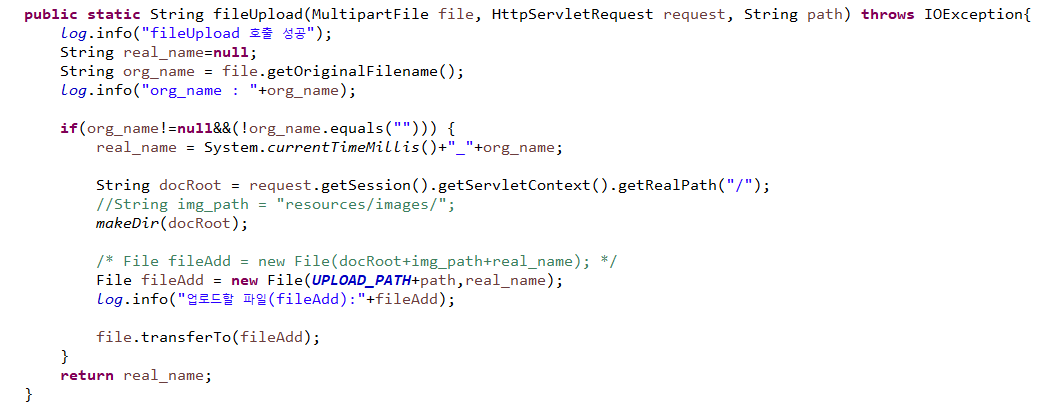 public static String fileUpload(MultipartFile file, HttpServletRequest request, String path) throws IOException{
log.info("fileUpload 호출 성공");
String real_name=null;
String org_name = file.getOriginalFilename();
log.info("org_name : "+org_name);
if(org_name!=null&&(!org_name.equals(""))) {
real_name = System.currentTimeMillis()+"_"+org_name;
String docRoot = request.getSession().getServletContext().getRealPath("/");
//String img_path = "resources/images/";
makeDir(docRoot);
/* File fileAdd = new File(docRoot+img_path+real_name); */
File fileAdd = new File(UPLOAD_PATH+path,real_name);
log.info("업로드할 파일(fileAdd):"+fileAdd);
file.transferTo(fileAdd);
}
return real_name;
}